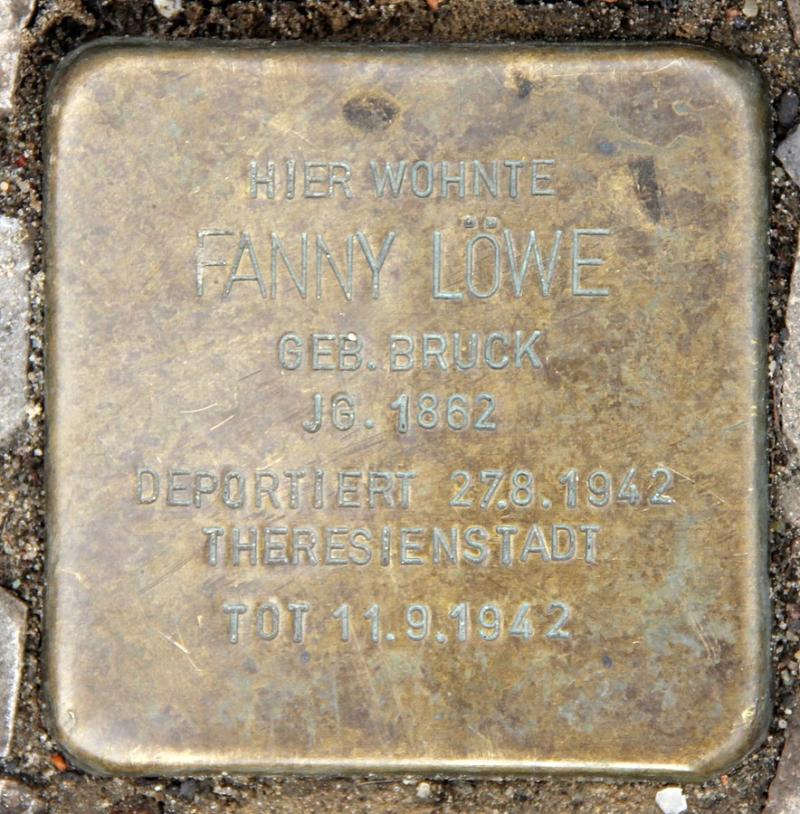 HIER WOHNTE
FANNY LÖWE
GEB. BRUCK
JG. 1862
DEPORTIERT 27.8.1942
THERESIENSTADT
TOT 11.9.1942